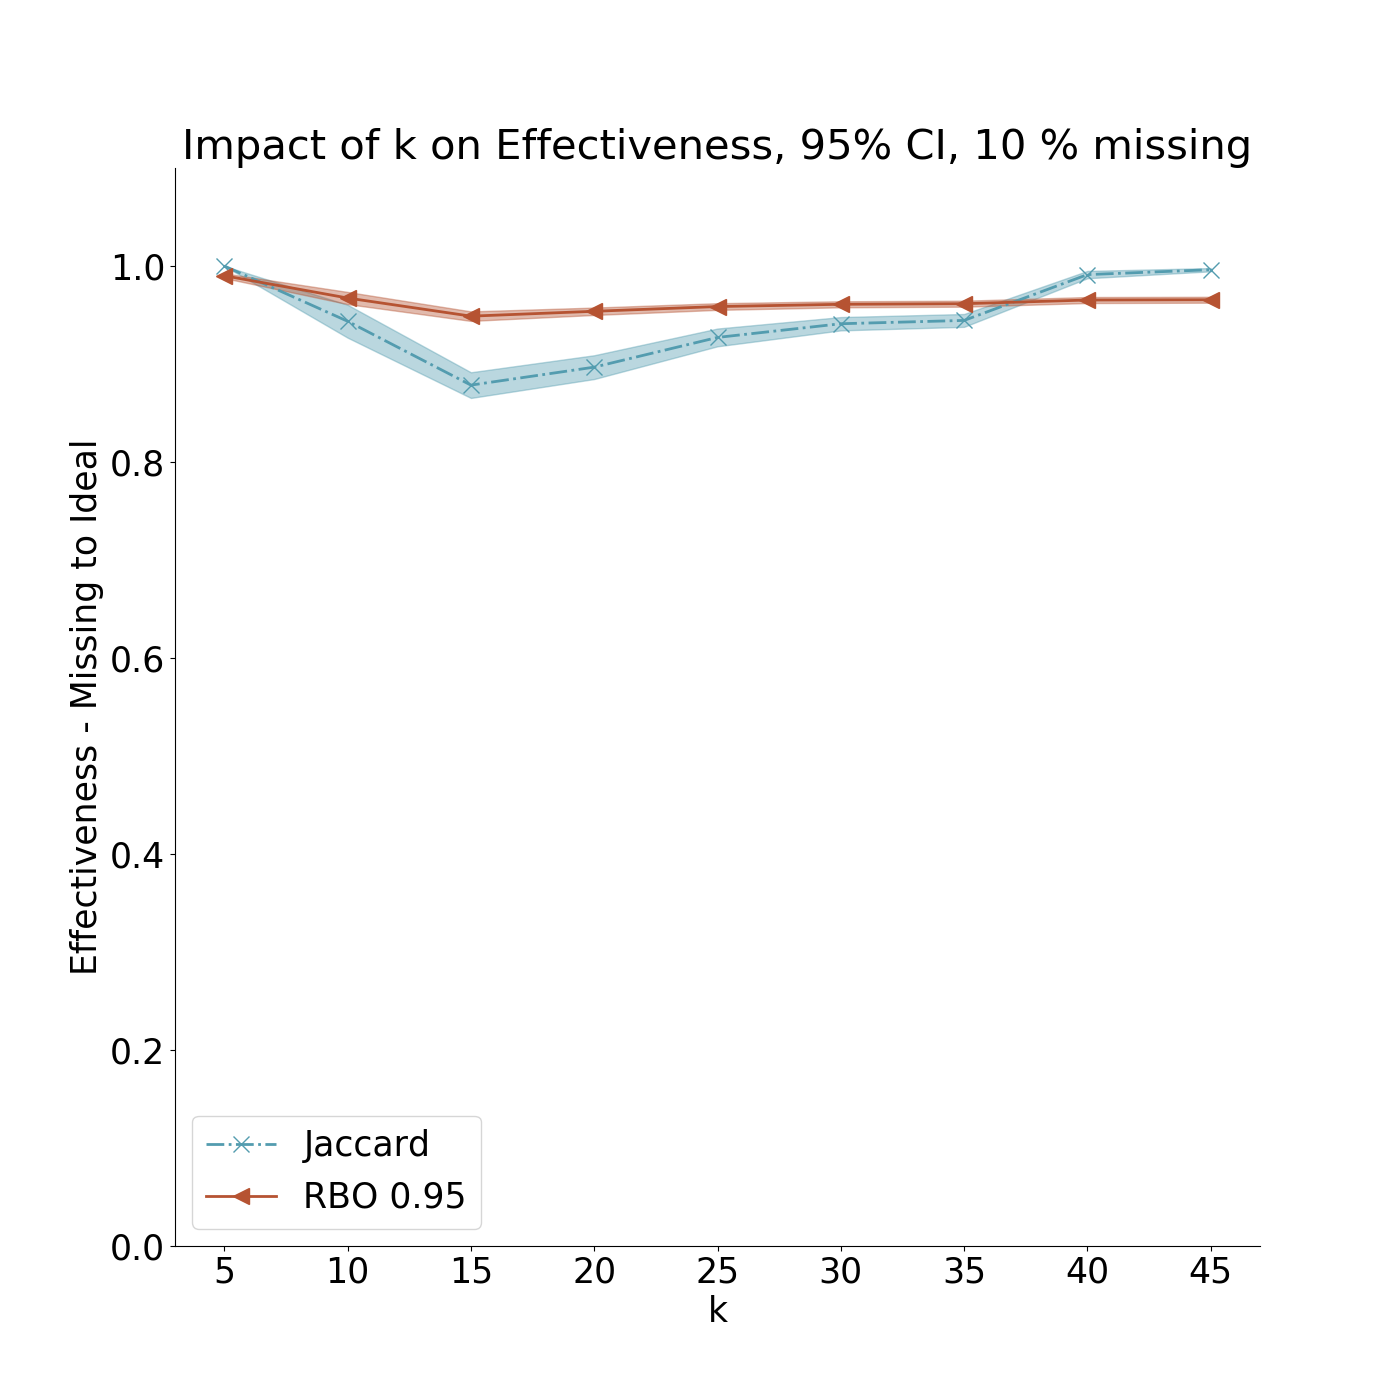 Impact of k on Effectiveness, 95% CI, 10 % missing
Effectiveness - Missing to Ideal
1.0
0.8
0.6
0.4
0.2
0.0
Jaccard
RBO 0.95
5 10 15 20 25 30 35 40 45
k